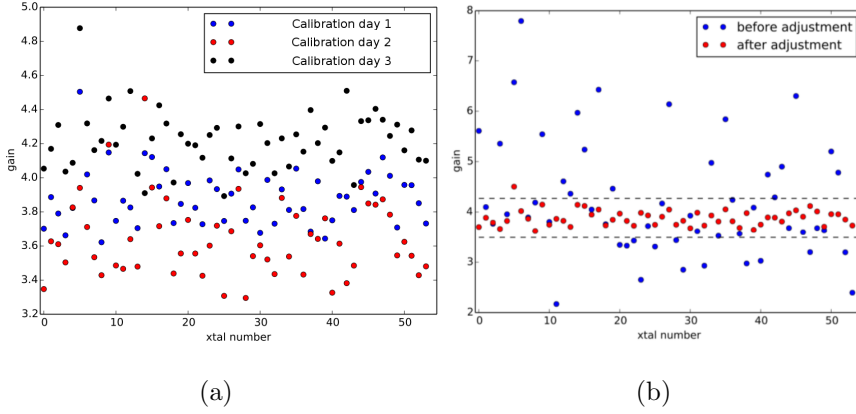 Calibration day 1
Calibration day 2
Calibration day 3
gain
5.0
4.8
4.6
4.4
4.2
4.0
3.8
3.6
3.4
3.2
0 10 20 30 40 50
xtal number
(a)
before adjustment
after adjustment
gain
8
7
6
5
4
3
2
0 10 20 30 40 50
xtal number
(b)